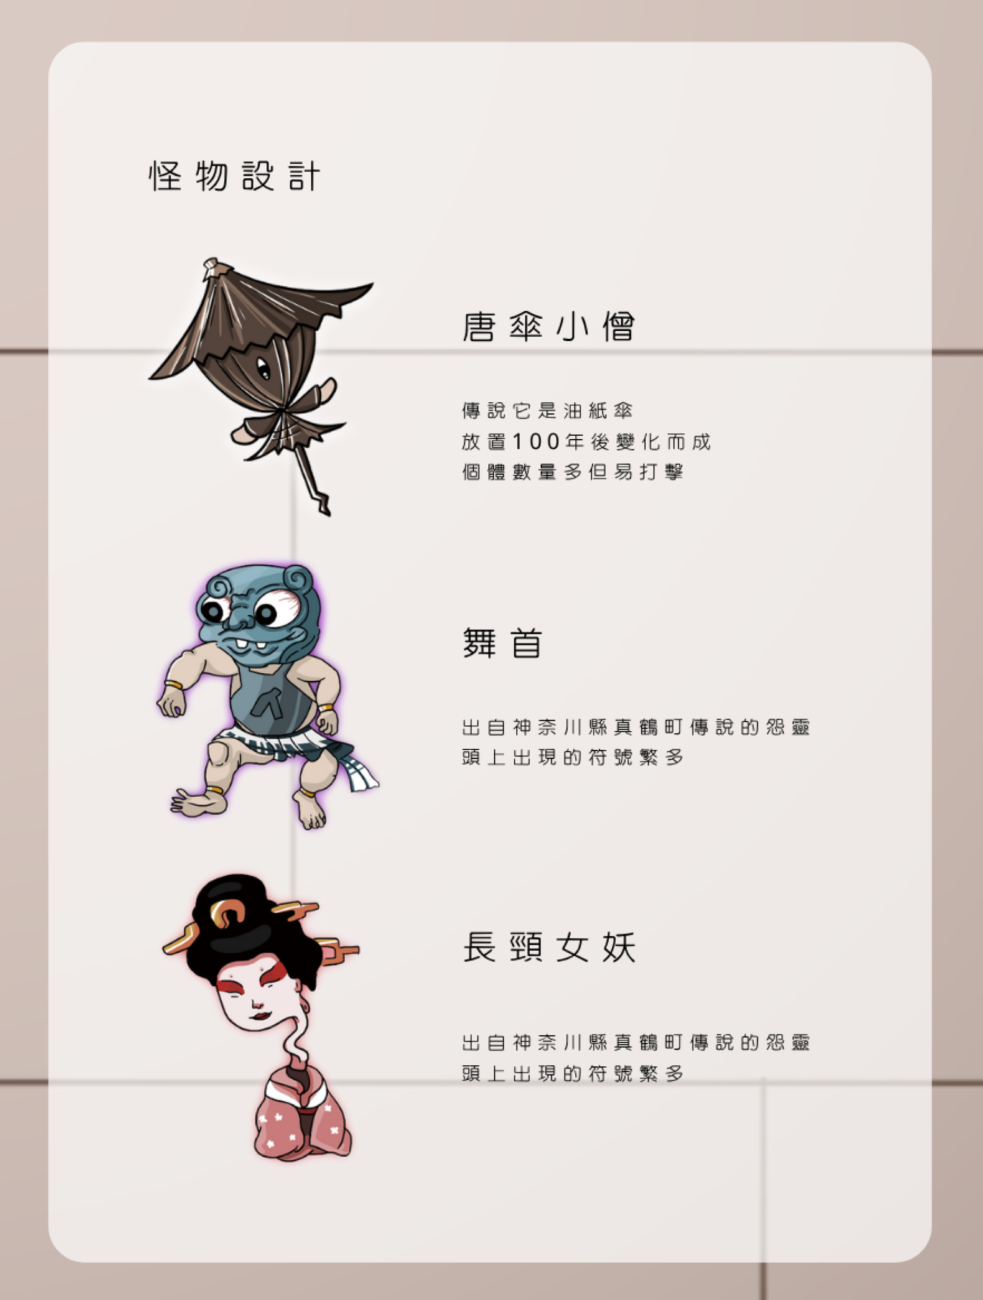 怪物設計
唐傘小僧
傳說它是油紙傘
放置100年後變化而成
個體數量多但易打擊
舞首
出自神奈川縣真鶴町傳說的怨靈
頭上出現的符號繁多
長頸女妖
出自神奈川縣真鶴町傳說的怨靈
頭上出現的符號繁多